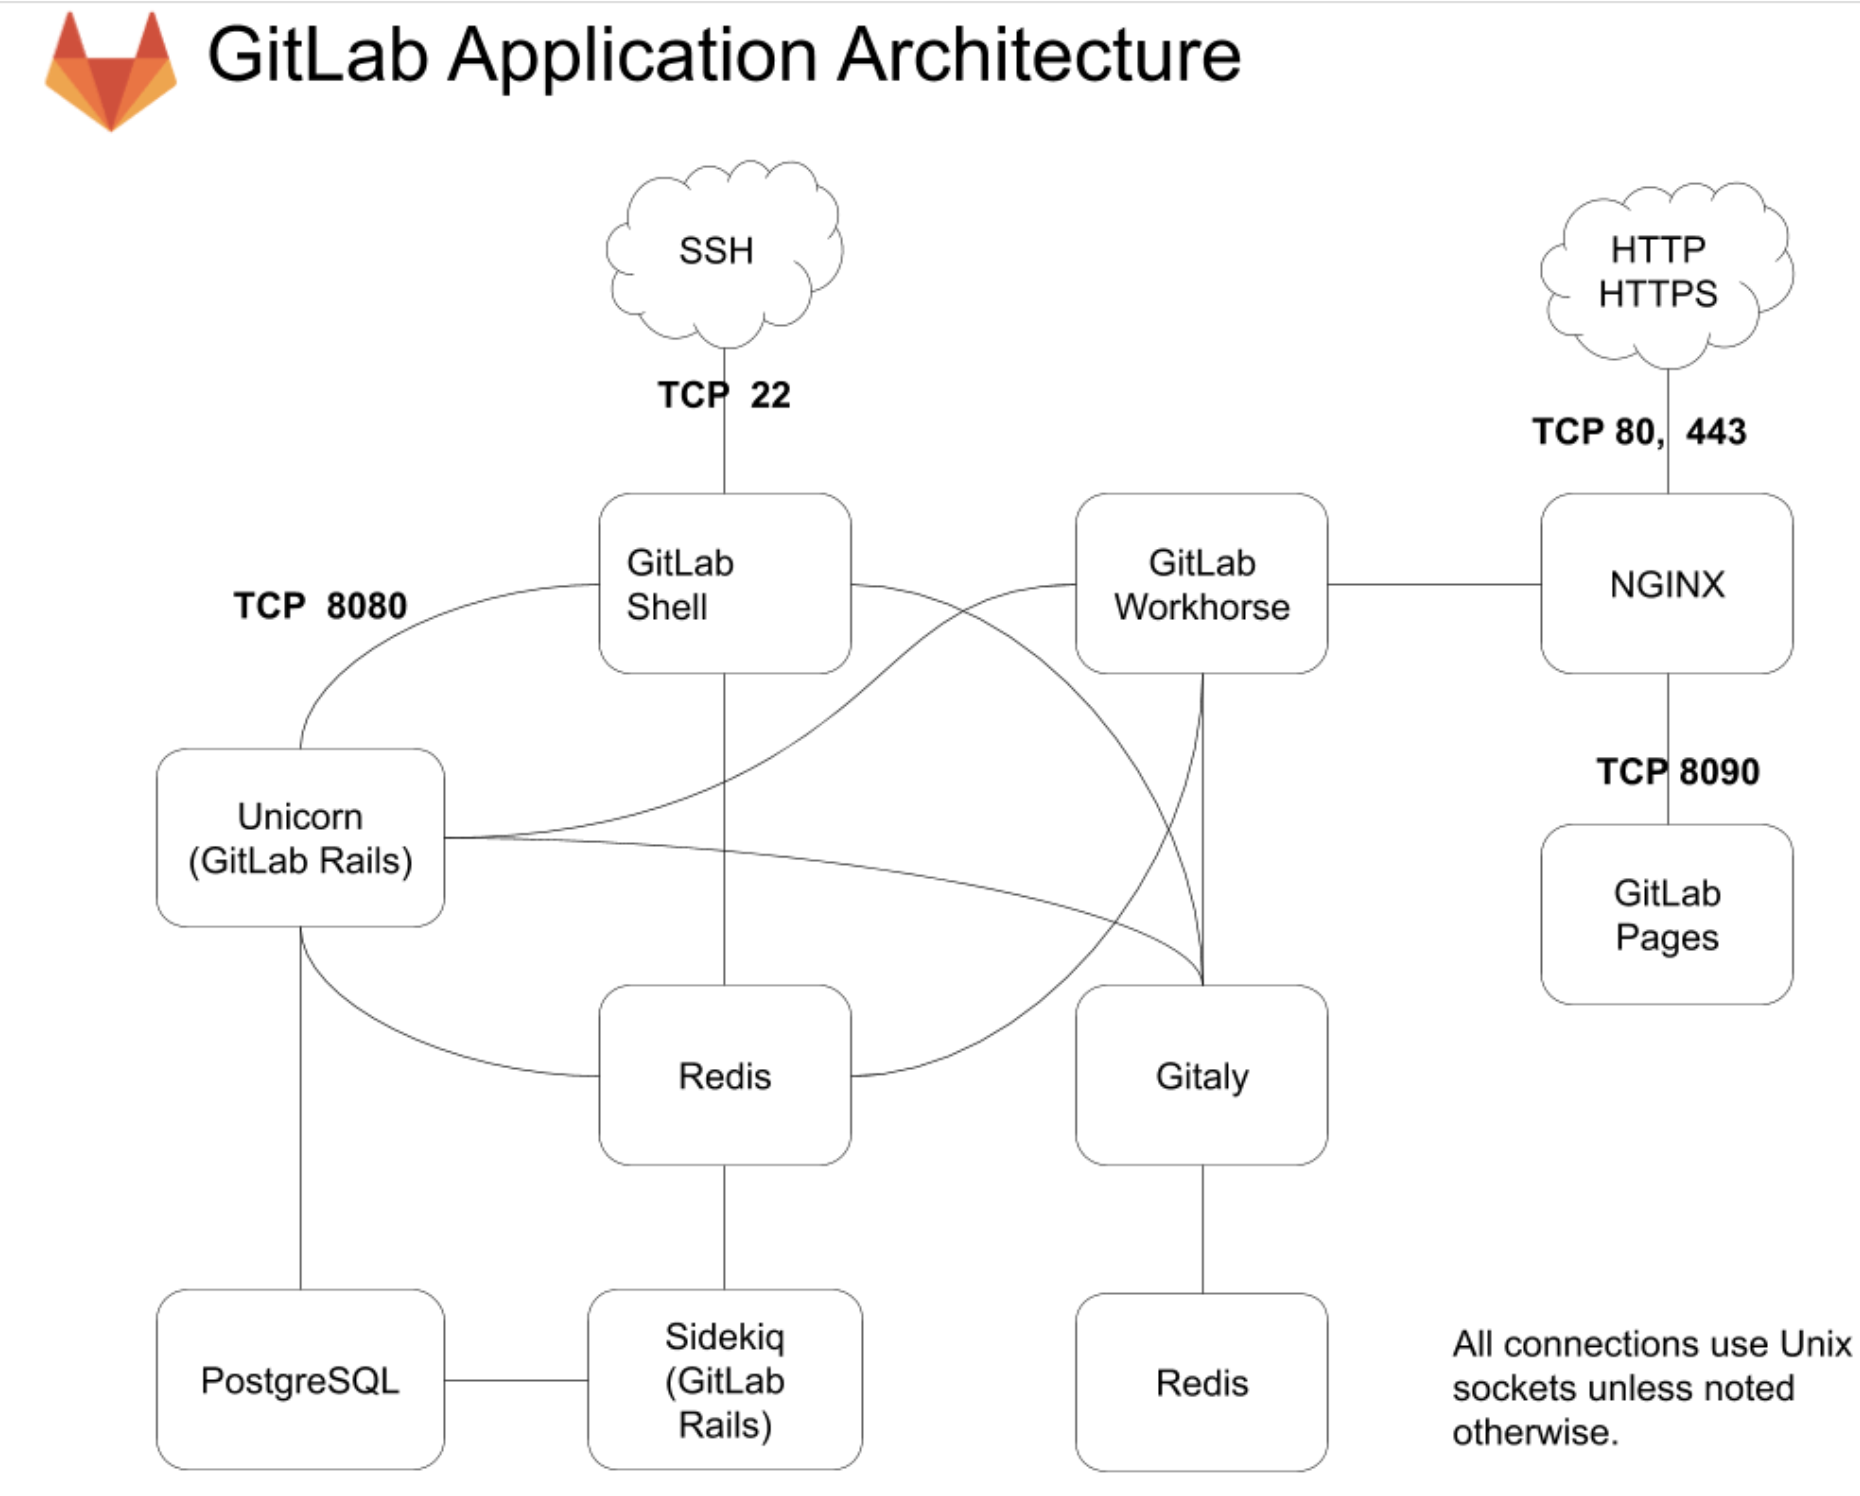 GitLab Application Architecture
SSH
HTTP
HTTPS
TCP 22
TCP 80, 443
GitLab
Shell
GitLab
Workhorse
NGINX
TCP 8080
TCP 8090
Unicorn
(GitLab Rails)
GitLab
Pages
Redis
Gitaly
PostgreSQL
Sidekiq
(GitLab
Rails)
Redis
All connections use Unix
sockets unless noted
otherwise.